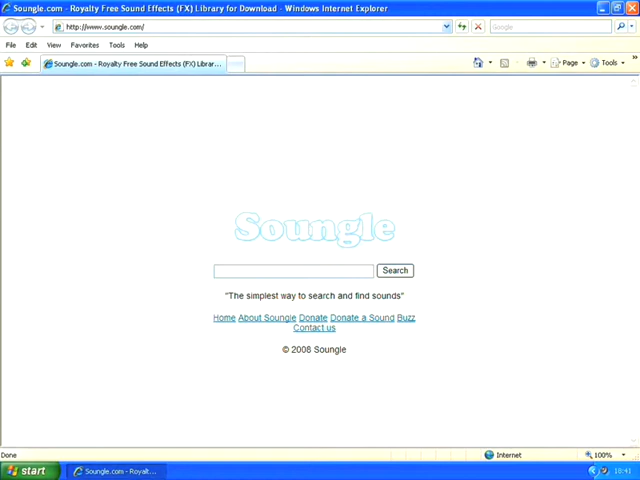 Soungle.com - Royalty Free Sound Effects (FX) Library for Download - Windows Internet Explorer
http://www.soungle.com/
Google
File Edit View Favorites Tools Help
Soungle.com - Royalty Free Sound Effects (FX) Librar...
Page Tools
Soungle
Search
"The simplest way to search and find sounds"
Home About Soungle Donate Donate a Sound Buzz
Contact us
© 2008 Soungle
Done Internet 100%
start Soungle.com - Royalt... 10:41